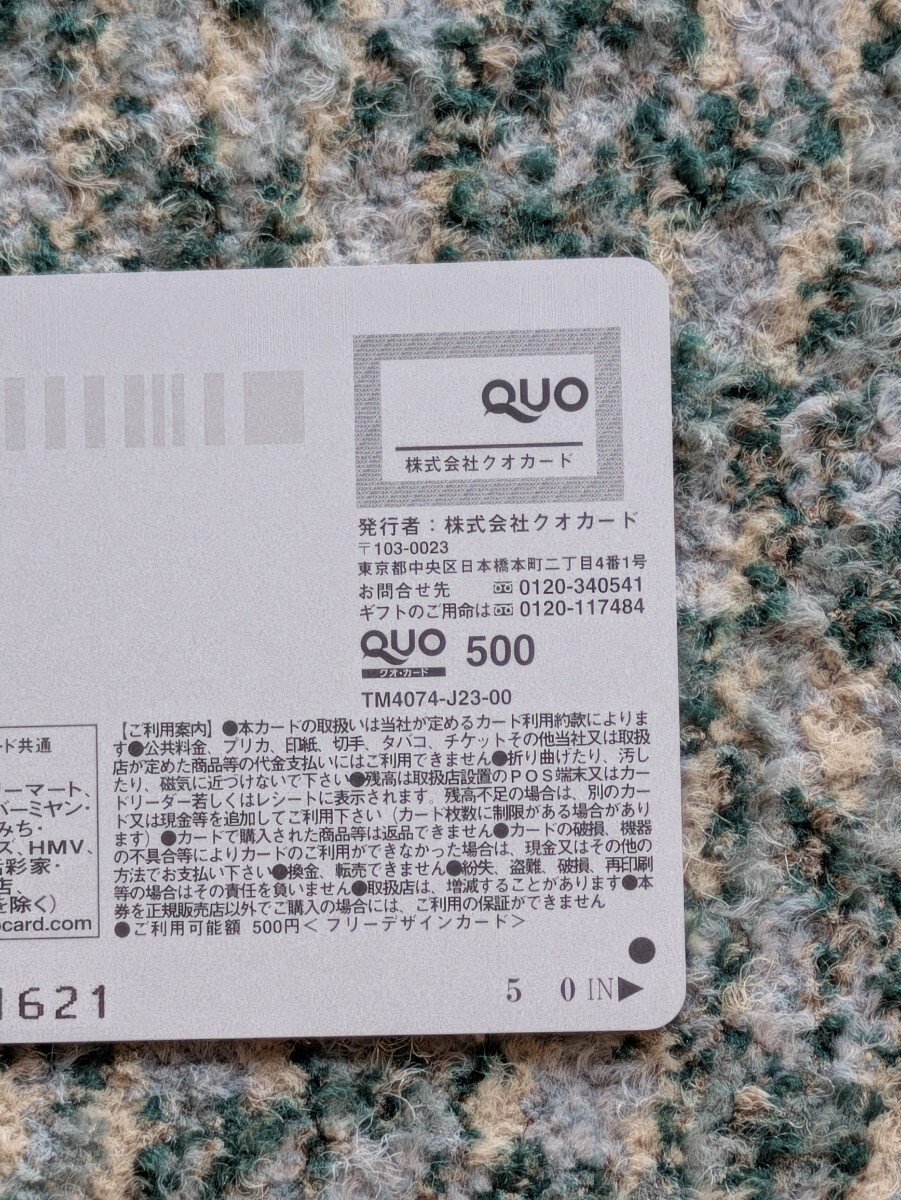 QUO
株式会社クオカード
発行者：株式会社クオカード
〒103-0023
東京都中央区日本橋本町二丁目4番1号
お問合せ先 0120-340541
ギフトのご用命は 0120-117484
QUO 500
クオ・カード
TM4074-J23-00
【ご利用案内】●本カードの取扱いは当社が定めるカード利用約款によりま
す●公共料金、プリカ、印紙、切手、タバコ、チケットその他当社又は取扱
店が定めた商品等の代金支払いにはご利用できません●折り曲げたり、汚し
たり、磁気に近づけないで下さい●残高は取扱店設置のPOS端末又はカー
ドリーダー若しくはレシートに表示されます。残高不足の場合は、別のカー
ド又は現金等を追加してご利用下さい（カード枚数に制限がある場合があり
ます）●カードで購入された商品等は返品できません●カードの破損、機器
の不具合等によりカードのご利用ができなかった場合は、現金又はその他の
方法でお支払い下さい●換金、転売できません●紛失、盗難、破損、再印刷
等の場合はその責任を負いません●取扱店は、増減することがあります●本
券を正規販売店以外でご購入の場合には、ご利用の保証ができません
●ご利用可能額 500円＜フリーデザインカード＞
ード共通
リーマート、
バーミヤン・
みち・
ズ、HMV、
彩家・
店、
を除く）
card.com
1621
5 0 IN▶